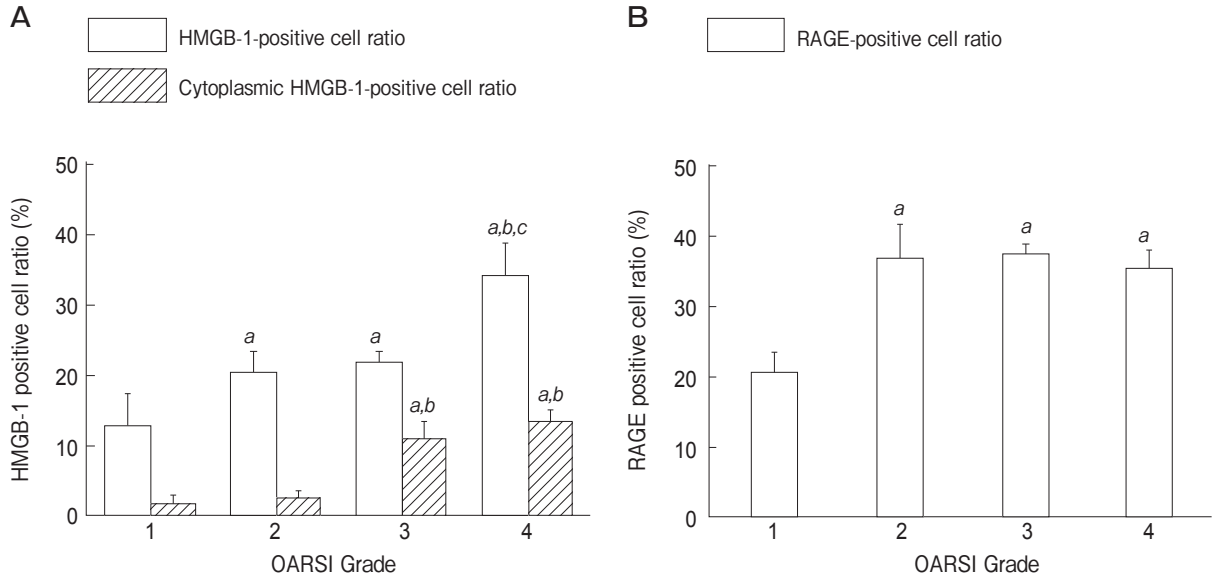 A
HMGB-1-positive cell ratio
Cytoplasmic HMGB-1-positive cell ratio
HMGB-1 positive cell ratio (%)
50
40
30
20
10
0
a
a
a,b
a,b,c
a,b
1 2 3 4
OARSI Grade
B
RAGE-positive cell ratio
RAGE positive cell ratio (%)
50
40
30
20
10
0
a
a
a
1 2 3 4
OARSI Grade